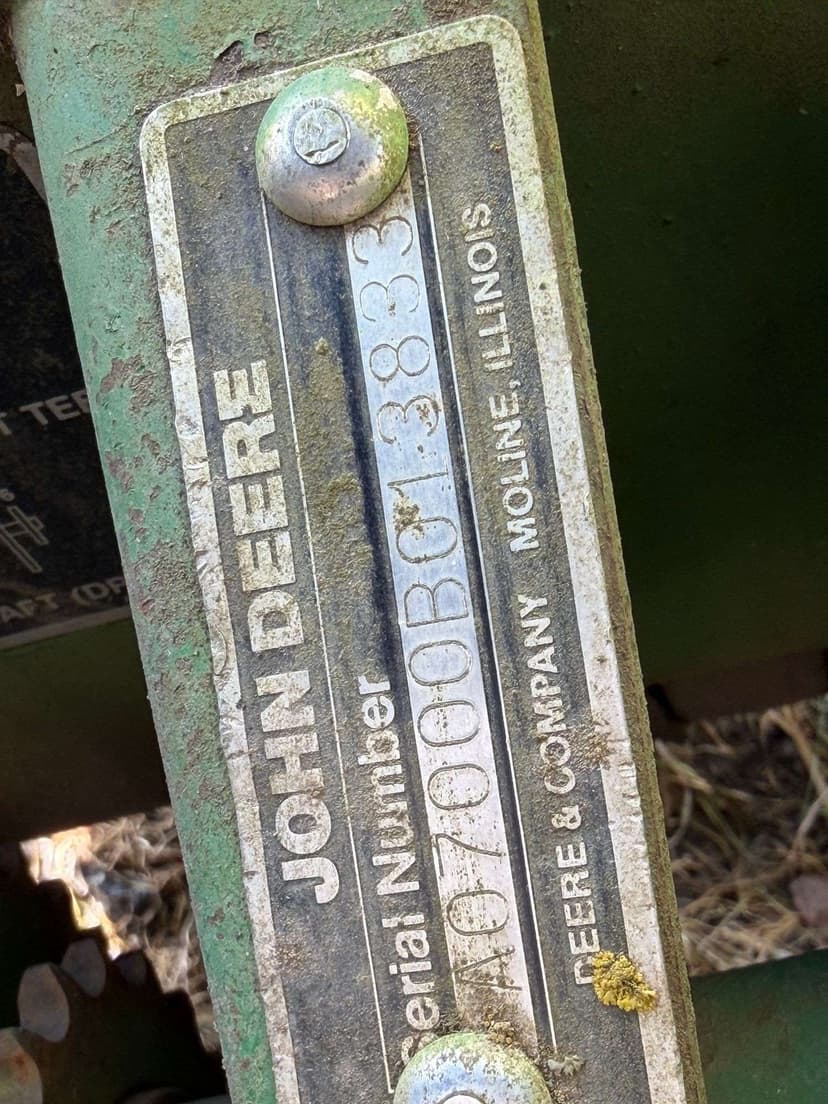 JOHN DEERE
Serial Number
A07000B013833
DEERE & COMPANY MOLINE, ILLINOIS